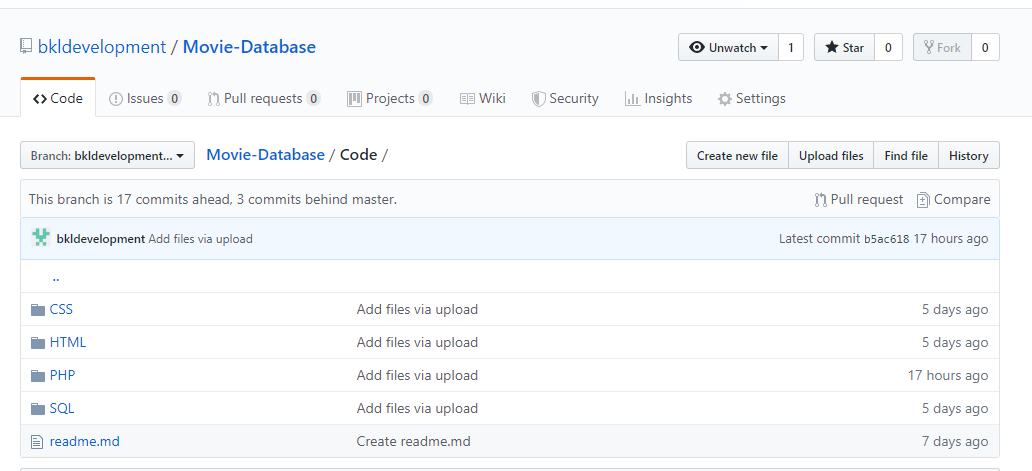 bkldevelopment / Movie-Database Unwatch 1 Star 0 Fork 0
Code Issues 0 Pull requests 0 Projects 0 Wiki Security Insights Settings
Branch: bkldevelopment... Movie-Database / Code / Create new file Upload files Find file History
This branch is 17 commits ahead, 3 commits behind master. Pull request Compare
bkldevelopment Add files via upload Latest commit b5ac618 17 hours ago
..
CSS Add files via upload 5 days ago
HTML Add files via upload 5 days ago
PHP Add files via upload 17 hours ago
SQL Add files via upload 5 days ago
readme.md Create readme.md 7 days ago